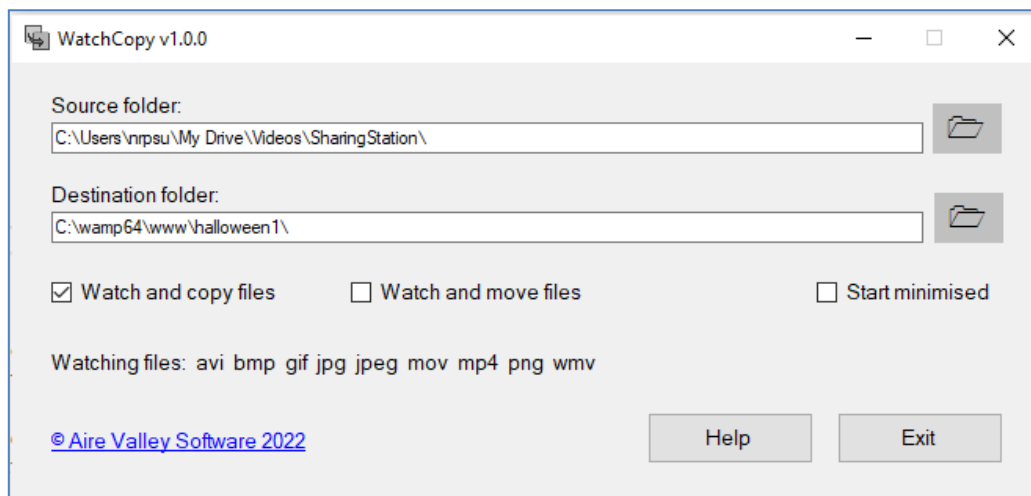 WatchCopy v1.0.0
Source folder:
C:\Users\nrpsu\My Drive\Videos\SharingStation\
Destination folder:
C:\wamp64\www\halloween1\
Watch and copy files Watch and move files Start minimised
Watching files: avi bmp gif jpg jpeg mov mp4 png wmv
© Aire Valley Software 2022 Help Exit